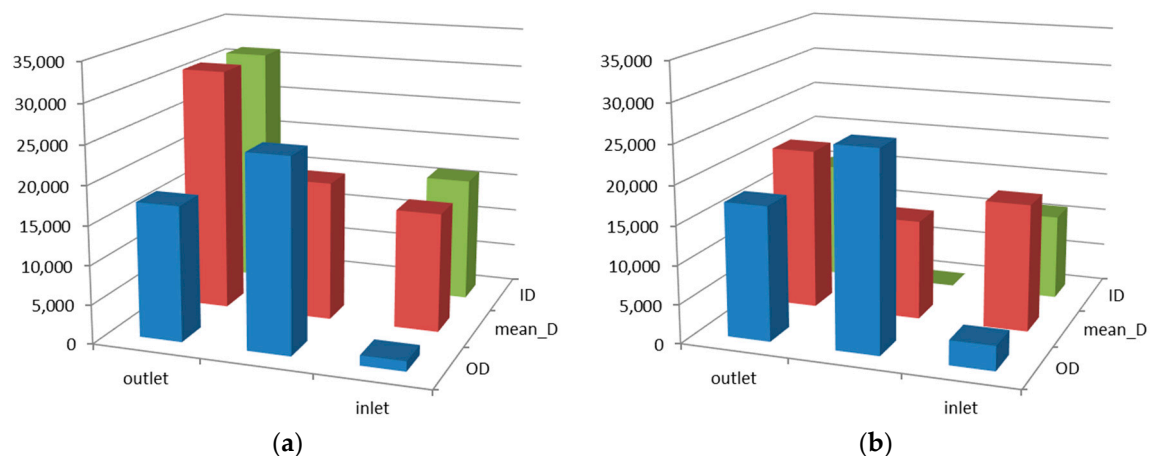 35,000
30,000
25,000
20,000
15,000
10,000
5,000
0
outlet
inlet
OD
mean_D
ID
(a)
35,000
30,000
25,000
20,000
15,000
10,000
5,000
0
outlet
inlet
OD
mean_D
ID
(b)